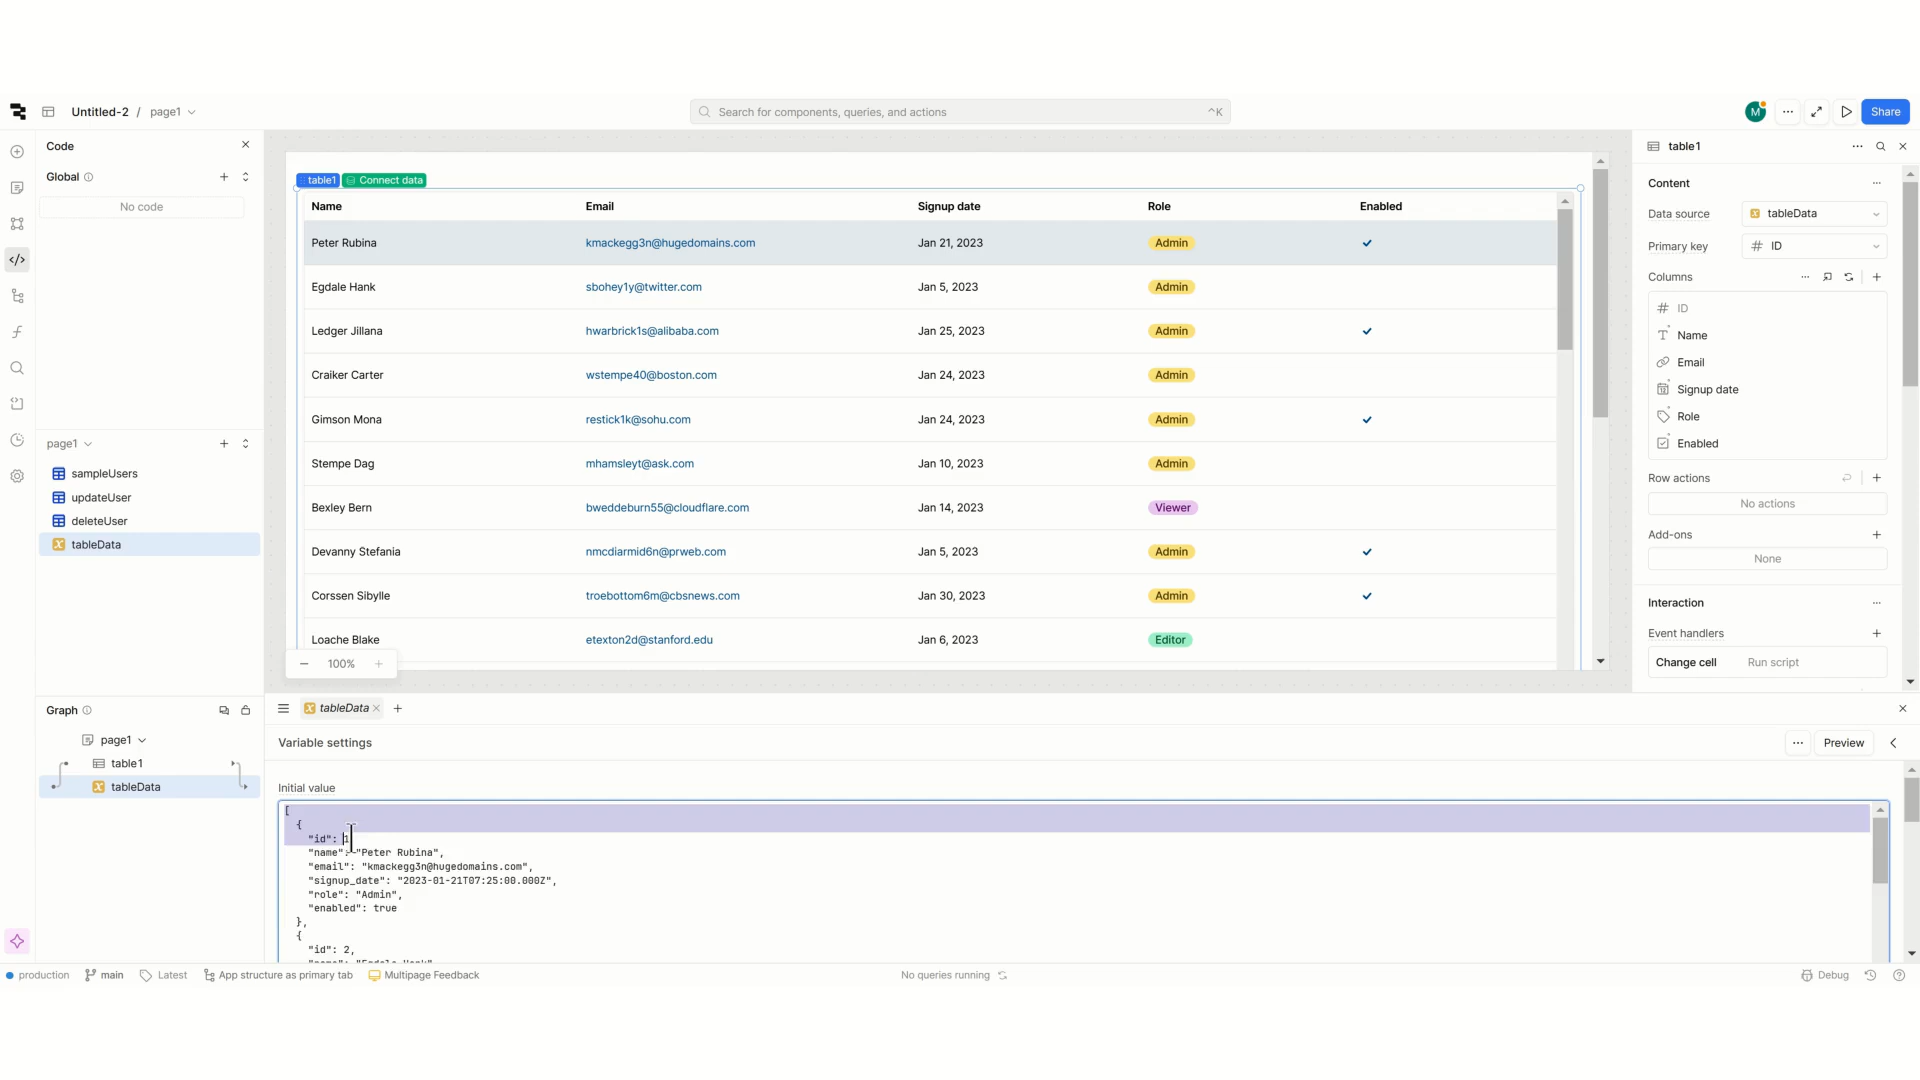 Untitled-2 / page1
Search for components, queries, and actions ^K
M
Share
Code
Global
No code
page1
sampleUsers
updateUser
deleteUser
tableData
Graph
page1
table1
tableData
table1 Connect data
Name Email Signup date Role Enabled
Peter Rubina kmackegg3n@hugedomains.com Jan 21, 2023 Admin
Egdale Hank sbohey1y@twitter.com Jan 5, 2023 Admin
Ledger Jillana hwarbrick1s@alibaba.com Jan 25, 2023 Admin
Craiker Carter wstempe40@boston.com Jan 24, 2023 Admin
Gimson Mona restick1k@sohu.com Jan 24, 2023 Admin
Stempe Dag mhamsleyt@ask.com Jan 10, 2023 Admin
Bexley Bern bweddeburn55@cloudflare.com Jan 14, 2023 Viewer
Devanny Stefania nmcdiarmid6n@prweb.com Jan 5, 2023 Admin
Corssen Sibylle troebottom6m@cbsnews.com Jan 30, 2023 Admin
Loache Blake etexton2d@stanford.edu Jan 6, 2023 Editor
− 100% +
tableData
Variable settings
Preview
Initial value
[
{
"id": 1
"name": "Peter Rubina",
"email": "kmackegg3n@hugedomains.com",
"signup_date": "2023-01-21T07:25:00.000Z",
"role": "Admin",
"enabled": true
},
{
"id": 2,
table1
Content
Data source tableData
Primary key # ID
Columns
# ID
Name
Email
Signup date
Role
Enabled
Row actions
No actions
Add-ons
None
Interaction
Event handlers
Change cell Run script
production main Latest App structure as primary tab Multipage Feedback
No queries running
Debug